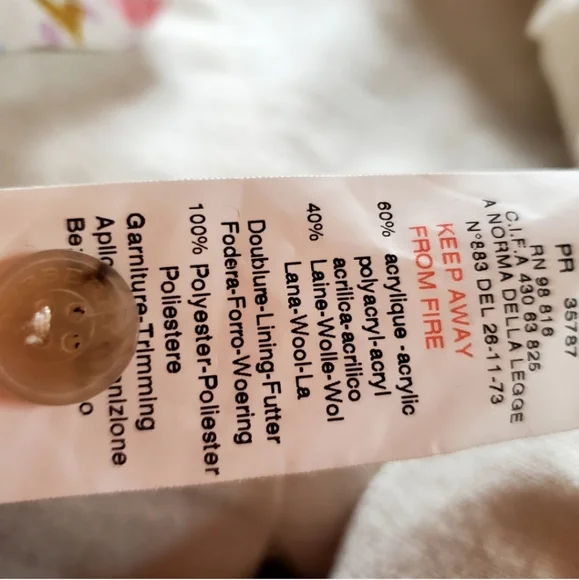 PR 35787
RN 98 816
C.I.F.A 430 63 825
A NORMA DELLA LEGGE
N°883 DEL 26-11-73
KEEP AWAY
FROM FIRE
60% acrylique -acrylic
polyacryl-acryl
acrilica-acrilico
40% Laine-Wolle-Wol
Lana-Wool-La
Doublure-Lining-Futter
Fodera-Forro-Woering
100% Polyester-Poliester
Poliestere
Garniture-Trimming